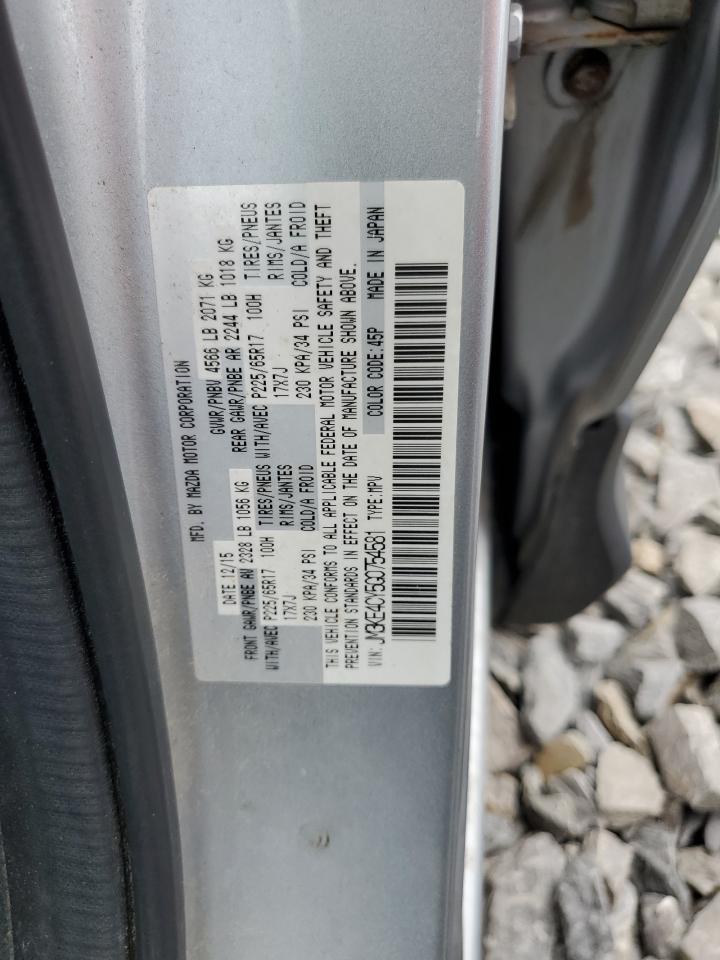 MFD. BY MAZDA MOTOR CORPORATION
DATE:12/15 GVWR/PNBV 4566 LB 2071 KG
FRONT GAWR/PNBE AV 2328 LB 1056 KG REAR GAWR/PNBE AR 2244 LB 1018 KG
WITH/AVEC P225/65R17 100H TIRES/PNEUS WITH/AVEC P225/65R17 100H TIRES/PNEUS
17X7J RIMS/JANTES 17X7J RIMS/JANTES
230 KPA/34 PSI COLD/A FROID 230 KPA/34 PSI COLD/A FROID
THIS VEHICLE CONFORMS TO ALL APPLICABLE FEDERAL MOTOR VEHICLE SAFETY AND THEFT
PREVENTION STANDARDS IN EFFECT ON THE DATE OF MANUFACTURE SHOWN ABOVE.
VIN: JM3KE4CY5G0754581 TYPE:MPV COLOR CODE:45P MADE IN JAPAN